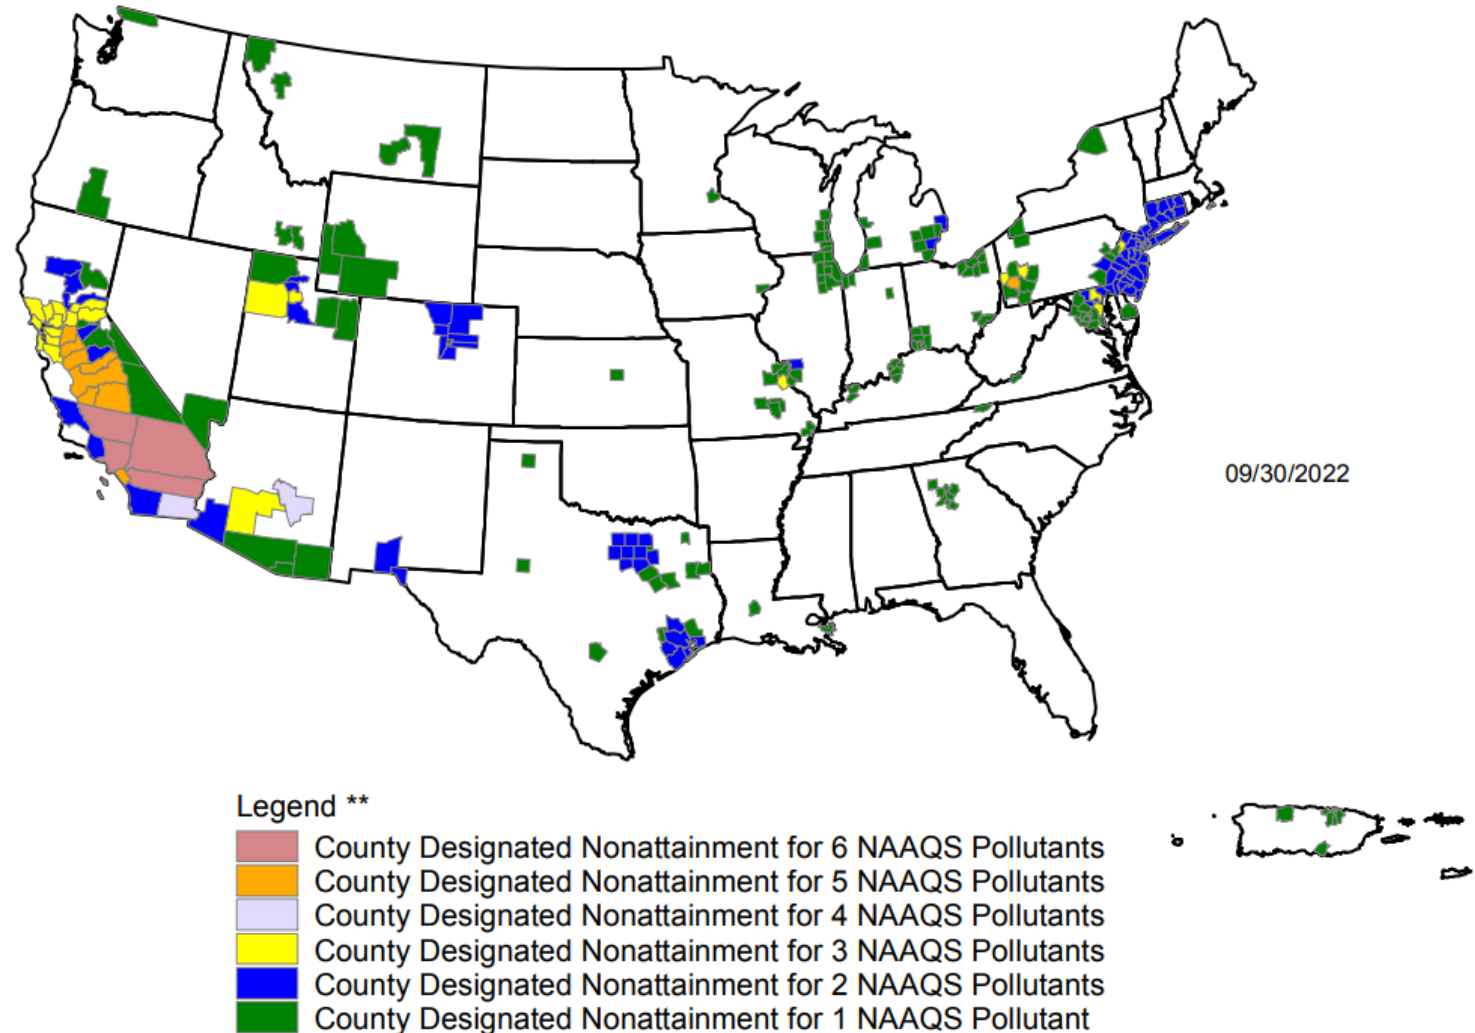 09/30/2022
Legend **
County Designated Nonattainment for 6 NAAQS Pollutants
County Designated Nonattainment for 5 NAAQS Pollutants
County Designated Nonattainment for 4 NAAQS Pollutants
County Designated Nonattainment for 3 NAAQS Pollutants
County Designated Nonattainment for 2 NAAQS Pollutants
County Designated Nonattainment for 1 NAAQS Pollutant